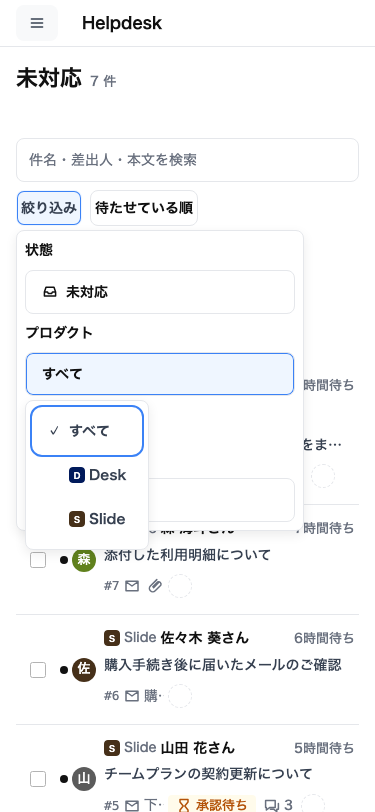 Helpdesk
未対応 7 件
件名・差出人・本文を検索
絞り込み 待たせている順
状態
未対応
プロダクト
すべて
時間待ち
✓ すべて
をま…
D Desk
S Slide
時間待ち
森 添付した利用明細について
#7
S Slide 佐々木 葵さん 6時間待ち
佐 購入手続き後に届いたメールのご確認
#6 購·
S Slide 山田 花さん 5時間待ち
山 チームプランの契約更新について
#5 下· 承認待ち 3